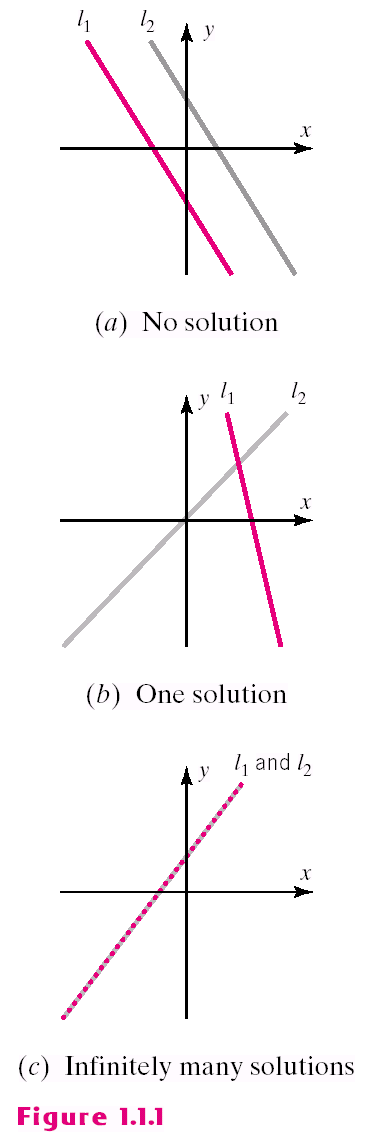 l₁ l₂ y
x
(a) No solution
y l₁ l₂
x
(b) One solution
y l₁ and l₂
x
(c) Infinitely many solutions
Figure 1.1.1